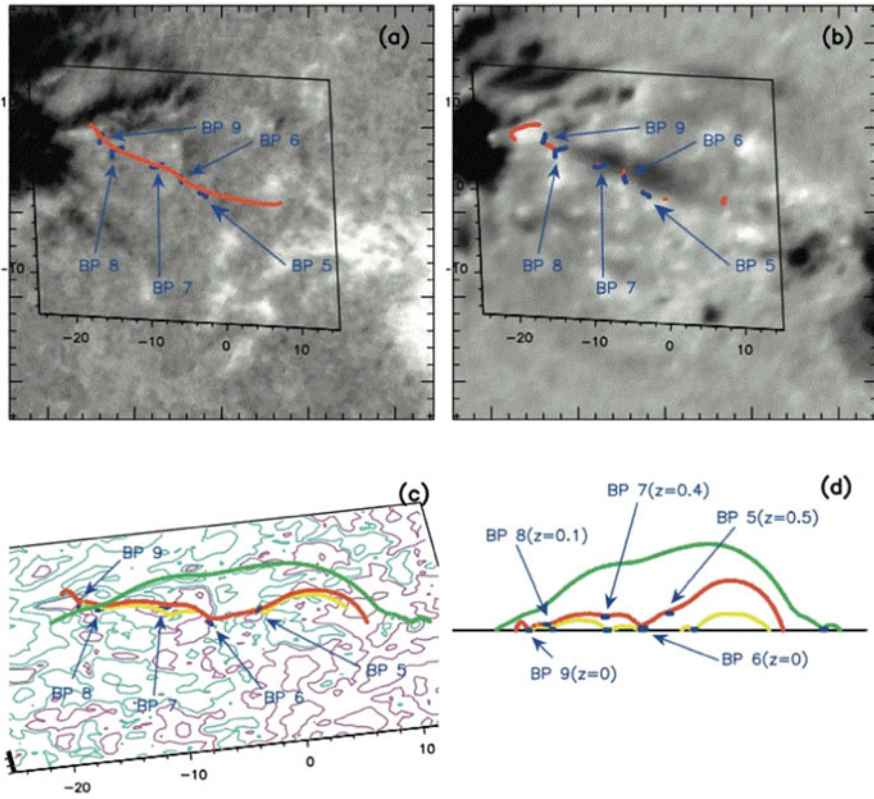 (a)
10
BP 9
BP 6
BP 8
BP 7
BP 5
-10
-20
-10
0
10
(b)
10
BP 9
BP 6
0
BP 8
BP 7
BP 5
-10
-20
-10
0
10
(c)
BP 9
BP 8
BP 7
BP 6
BP 5
-20
-10
0
10
(d)
BP 7(z=0.4)
BP 8(z=0.1)
BP 5(z=0.5)
BP 9(z=0)
BP 6(z=0)